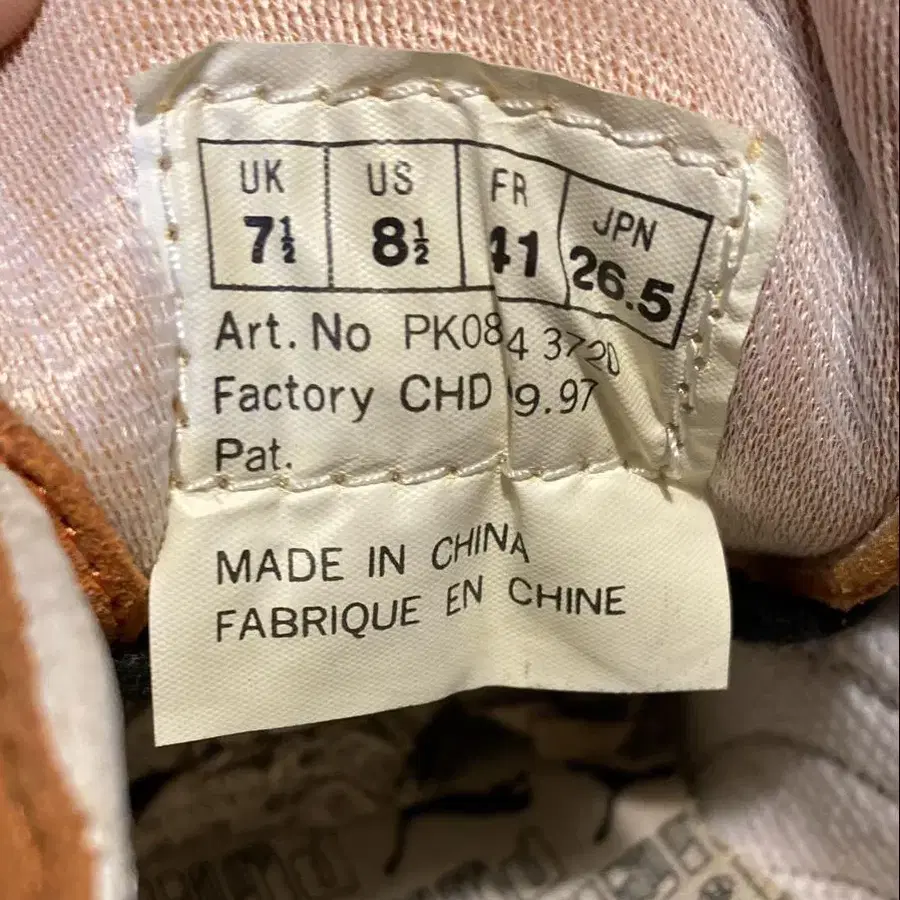 UK US FR JPN
7½ 8½ 41 26.5
Art. No PK084 3720
Factory CHD 9.97
Pat.
MADE IN CHINA
FABRIQUE EN CHINE